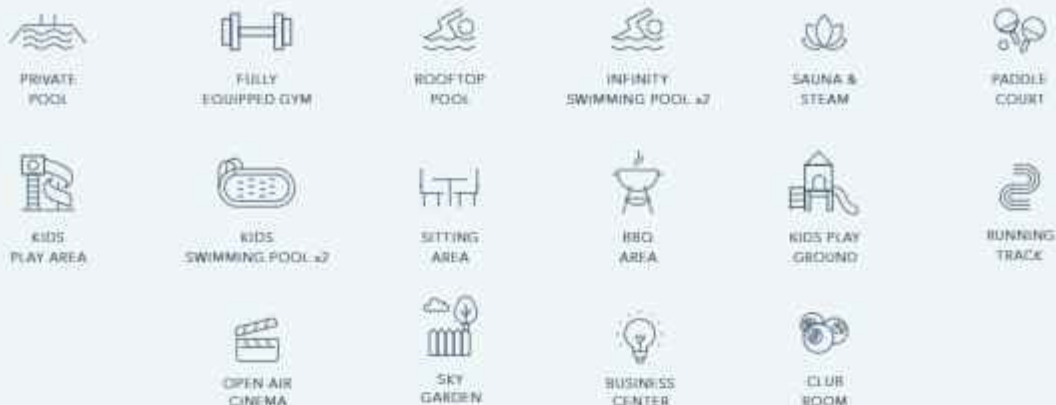 PRIVATE
POOL
FULLY
EQUIPPED GYM
ROOFTOP
POOL
INFINITY
SWIMMING POOL x2
SAUNA &
STEAM
PADDLE
COURT
KIDS
PLAY AREA
KIDS
SWIMMING POOL x2
SITTING
AREA
BBQ
AREA
KIDS PLAY
GROUND
RUNNING
TRACK
OPEN AIR
CINEMA
SKY
GARDEN
BUSINESS
CENTER
CLUB
ROOM